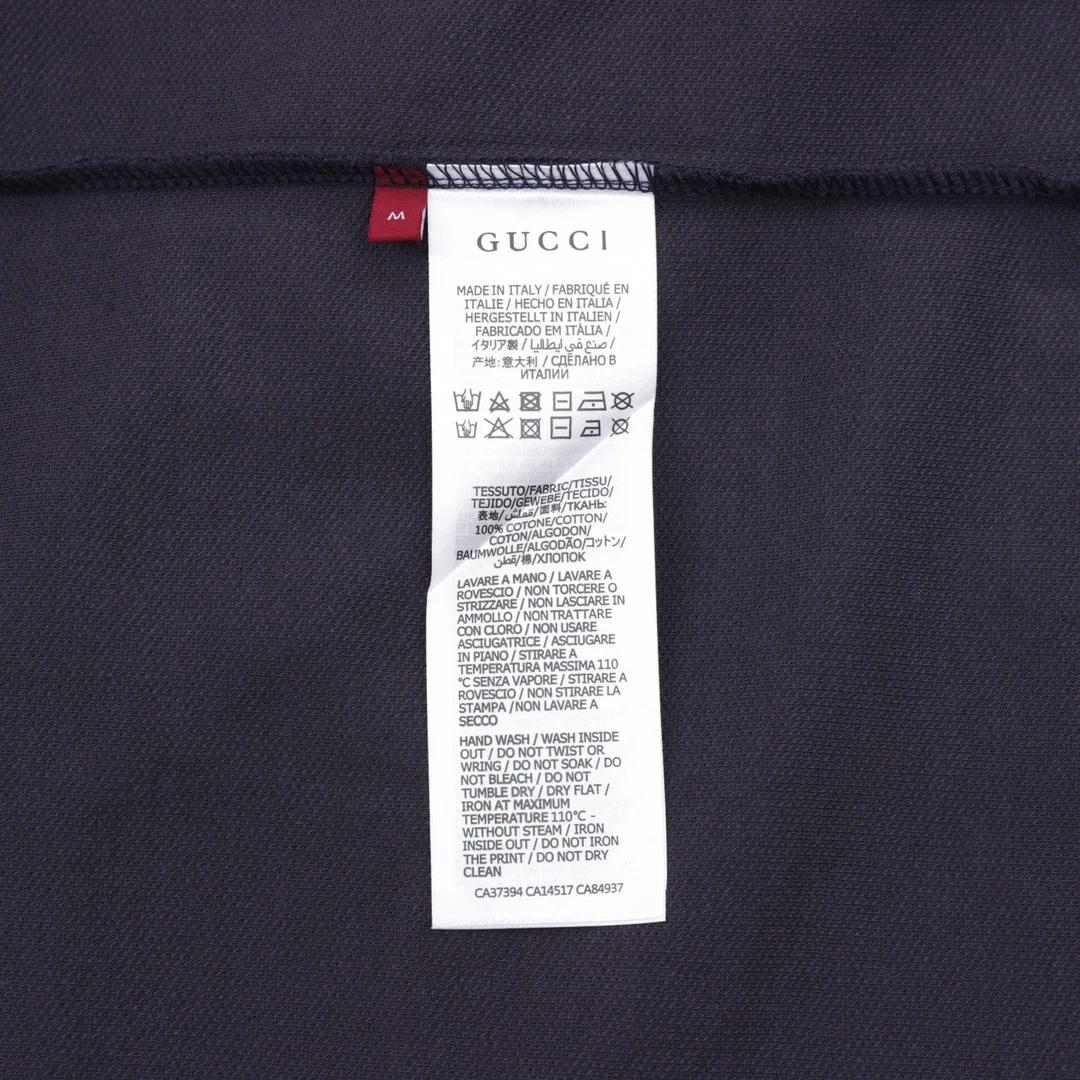 M
GUCCI
MADE IN ITALY / FABRIQUÉ EN
ITALIE / HECHO EN ITALIA /
HERGESTELLT IN ITALIEN /
FABRICADO EM ITÀLIA /
イタリア製 / صنع في ايطاليا /
产地: 意大利 / СДЕЛАНО В
ИТАЛИИ
TESSUTO/FABRIC/TISSU/
TEJIDO/GEWEBE/TECIDO/
表地/قماش/面料/ТКАНЬ:
100% COTONE/COTTON/
COTON/ALGODON/
BAUMWOLLE/ALGODÃO/コットン/
قطن/棉/ХЛОПОК
LAVARE A MANO / LAVARE A
ROVESCIO / NON TORCERE O
STRIZZARE / NON LASCIARE IN
AMMOLLO / NON TRATTARE
CON CLORO / NON USARE
ASCIUGATRICE / ASCIUGARE
IN PIANO / STIRARE A
TEMPERATURA MASSIMA 110
°C SENZA VAPORE / STIRARE A
ROVESCIO / NON STIRARE LA
STAMPA /NON LAVARE A
SECCO
HAND WASH / WASH INSIDE
OUT / DO NOT TWIST OR
WRING / DO NOT SOAK / DO
NOT BLEACH / DO NOT
TUMBLE DRY / DRY FLAT /
IRON AT MAXIMUM
TEMPERATURE 110°C -
WITHOUT STEAM / IRON
INSIDE OUT / DO NOT IRON
THE PRINT / DO NOT DRY
CLEAN
CA37394 CA14517 CA84937